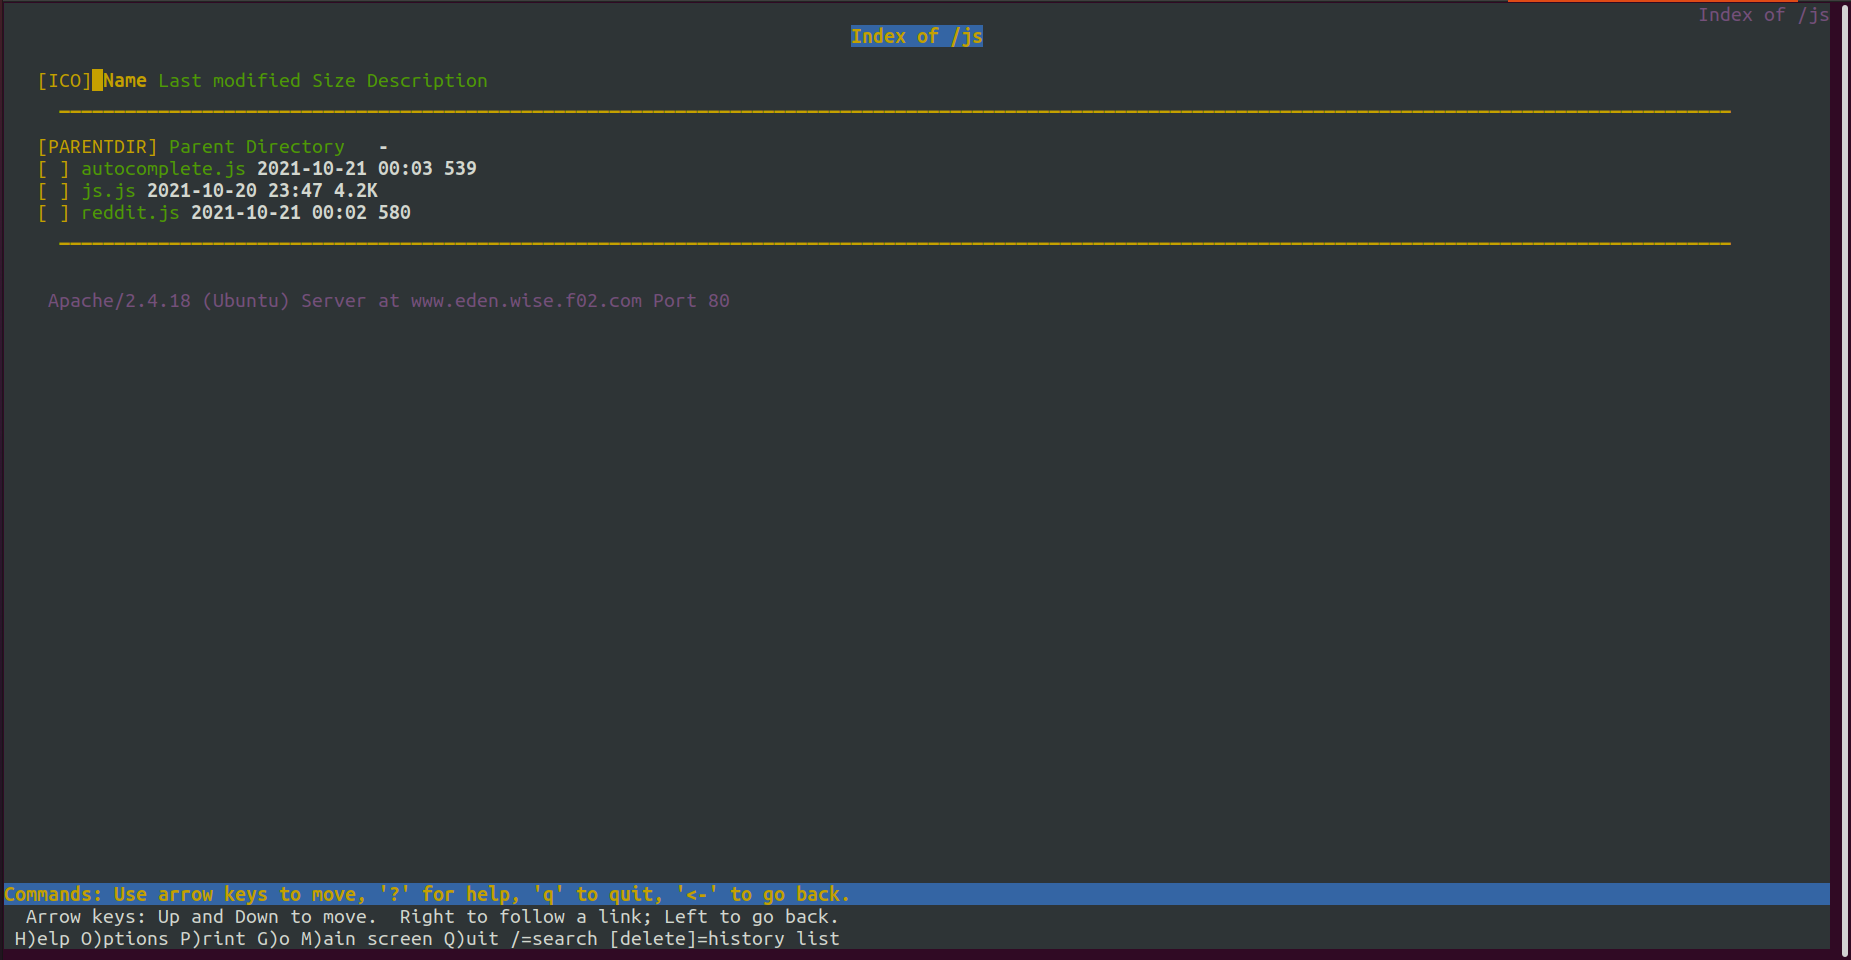 Index of /js
Index of /js
[ICO] Name Last modified Size Description
[PARENTDIR] Parent Directory   -
[ ] autocomplete.js 2021-10-21 00:03 539
[ ] js.js 2021-10-20 23:47 4.2K
[ ] reddit.js 2021-10-21 00:02 580
Apache/2.4.18 (Ubuntu) Server at www.eden.wise.f02.com Port 80
Commands: Use arrow keys to move, '?' for help, 'q' to quit, '<-' to go back.
Arrow keys: Up and Down to move.  Right to follow a link; Left to go back.
H)elp O)ptions P)rint G)o M)ain screen Q)uit /=search [delete]=history list